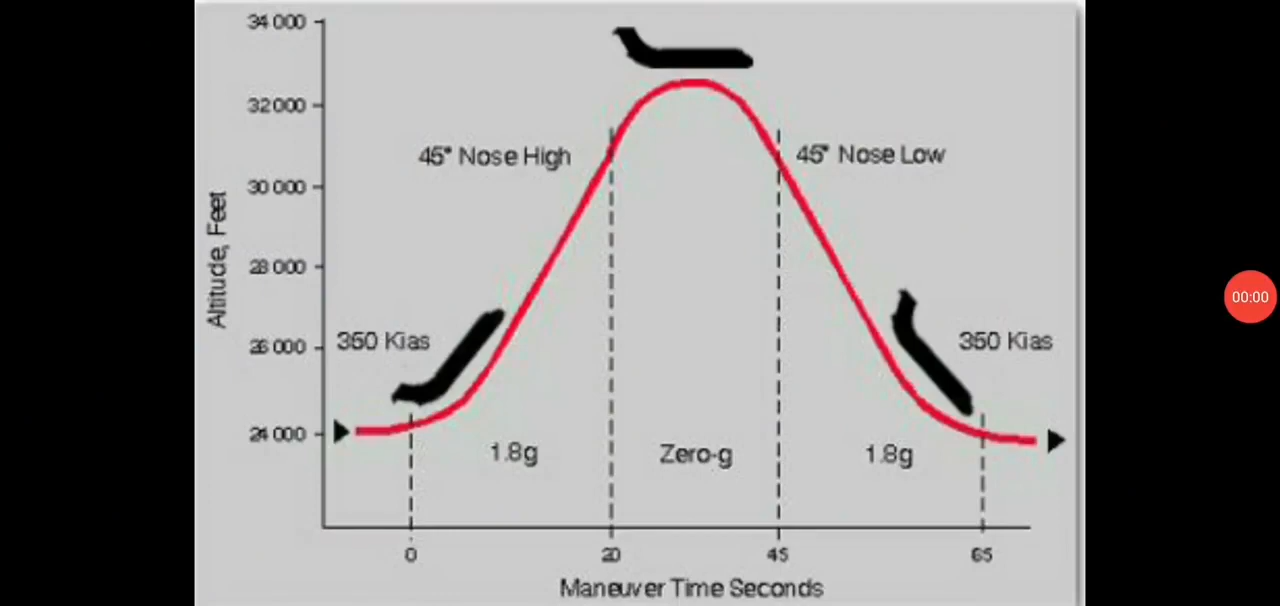 34 000
32 000
45° Nose High
45° Nose Low
30 000
Altitude, Feet
28 000
00:00
350 Kias
350 Kias
26 000
24 000
1.8g
Zero-g
1.8g
0
20
45
65
Maneuver Time Seconds